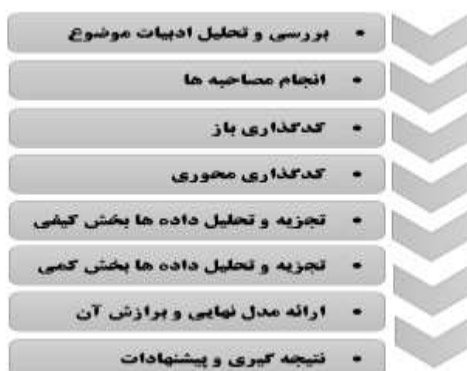 • بررسی و تحلیل ادبیات موضوع
• انجام مصاحبه ها
• کدگذاری باز
• کدگذاری محوری
• تجزیه و تحلیل داده ها بخش کیفی
• تجزیه و تحلیل داده ها بخش کمی
• ارائه مدل نهایی و برازش آن
• نتیجه گیری و پیشنهادات